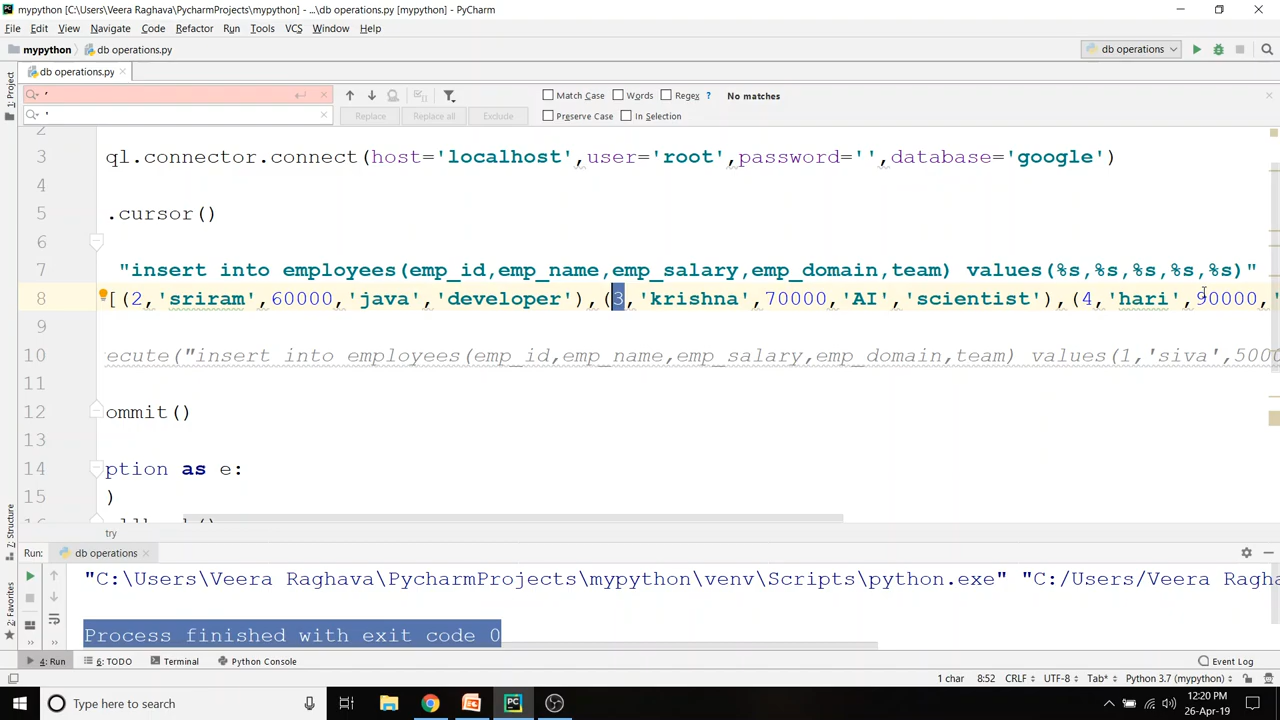 mypython [C:\Users\Veera Raghava\PycharmProjects\mypython] - ...\db operations.py [mypython] - PyCharm
File Edit View Navigate Code Refactor Run Tools VCS Window Help
mypython db operations.py db operations
db operations.py
' Match Case Words Regex ? No matches
' Replace Replace all Exclude Preserve Case In Selection
2
3 ql.connector.connect(host='localhost',user='root',password='',database='google')
4
5 .cursor()
6
7 "insert into employees(emp_id,emp_name,emp_salary,emp_domain,team) values(%s,%s,%s,%s,%s)"
8 [(2,'sriram',60000,'java','developer'),(3,'krishna',70000,'AI','scientist'),(4,'hari',90000,'
9
10 ecute("insert into employees(emp_id,emp_name,emp_salary,emp_domain,team) values(1,'siva',5000
11
12 ommit()
13
14 ption as e:
15 )
try
Run: db operations
"C:\Users\Veera Raghava\PycharmProjects\mypython\venv\Scripts\python.exe" "C:/Users/Veera Ragha
Process finished with exit code 0
1: Project
7: Structure
2: Favorites
4: Run 6: TODO Terminal Python Console Event Log
1 char 8:52 CRLF UTF-8 Tab* Python 3.7 (mypython)
Type here to search
12:20 PM
26-Apr-19